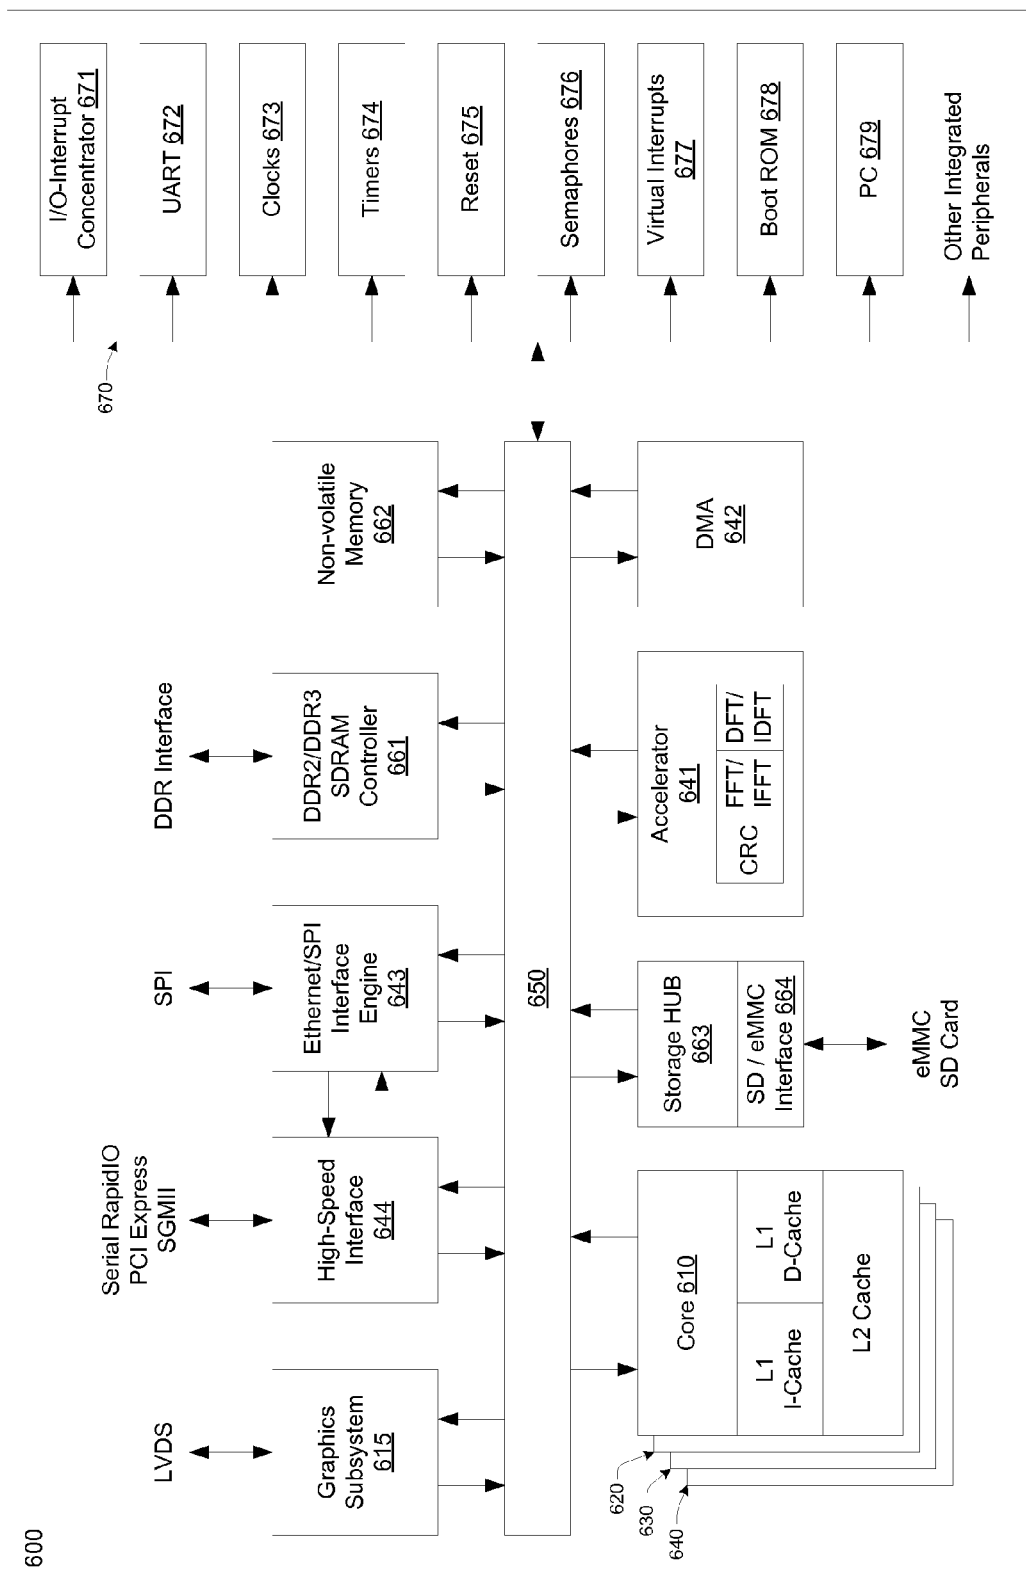 600
LVDS
Serial RapidIO
PCI Express
SGMII
SPI
DDR Interface
Graphics
Subsystem
615
High-Speed
Interface
644
Ethernet/SPI
Interface
Engine
643
DDR2/DDR3
SDRAM
Controller
661
Non-volatile
Memory
662
650
620
630
640
Core 610
L1
I-Cache
L1
D-Cache
L2 Cache
Storage HUB
663
SD / eMMC
Interface 664
eMMC
SD Card
Accelerator
641
CRC
FFT/
IFFT
DFT/
IDFT
DMA
642
670
I/O-Interrupt
Concentrator 671
UART 672
Clocks 673
Timers 674
Reset 675
Semaphores 676
Virtual Interrupts
677
Boot ROM 678
PC 679
Other Integrated
Peripherals